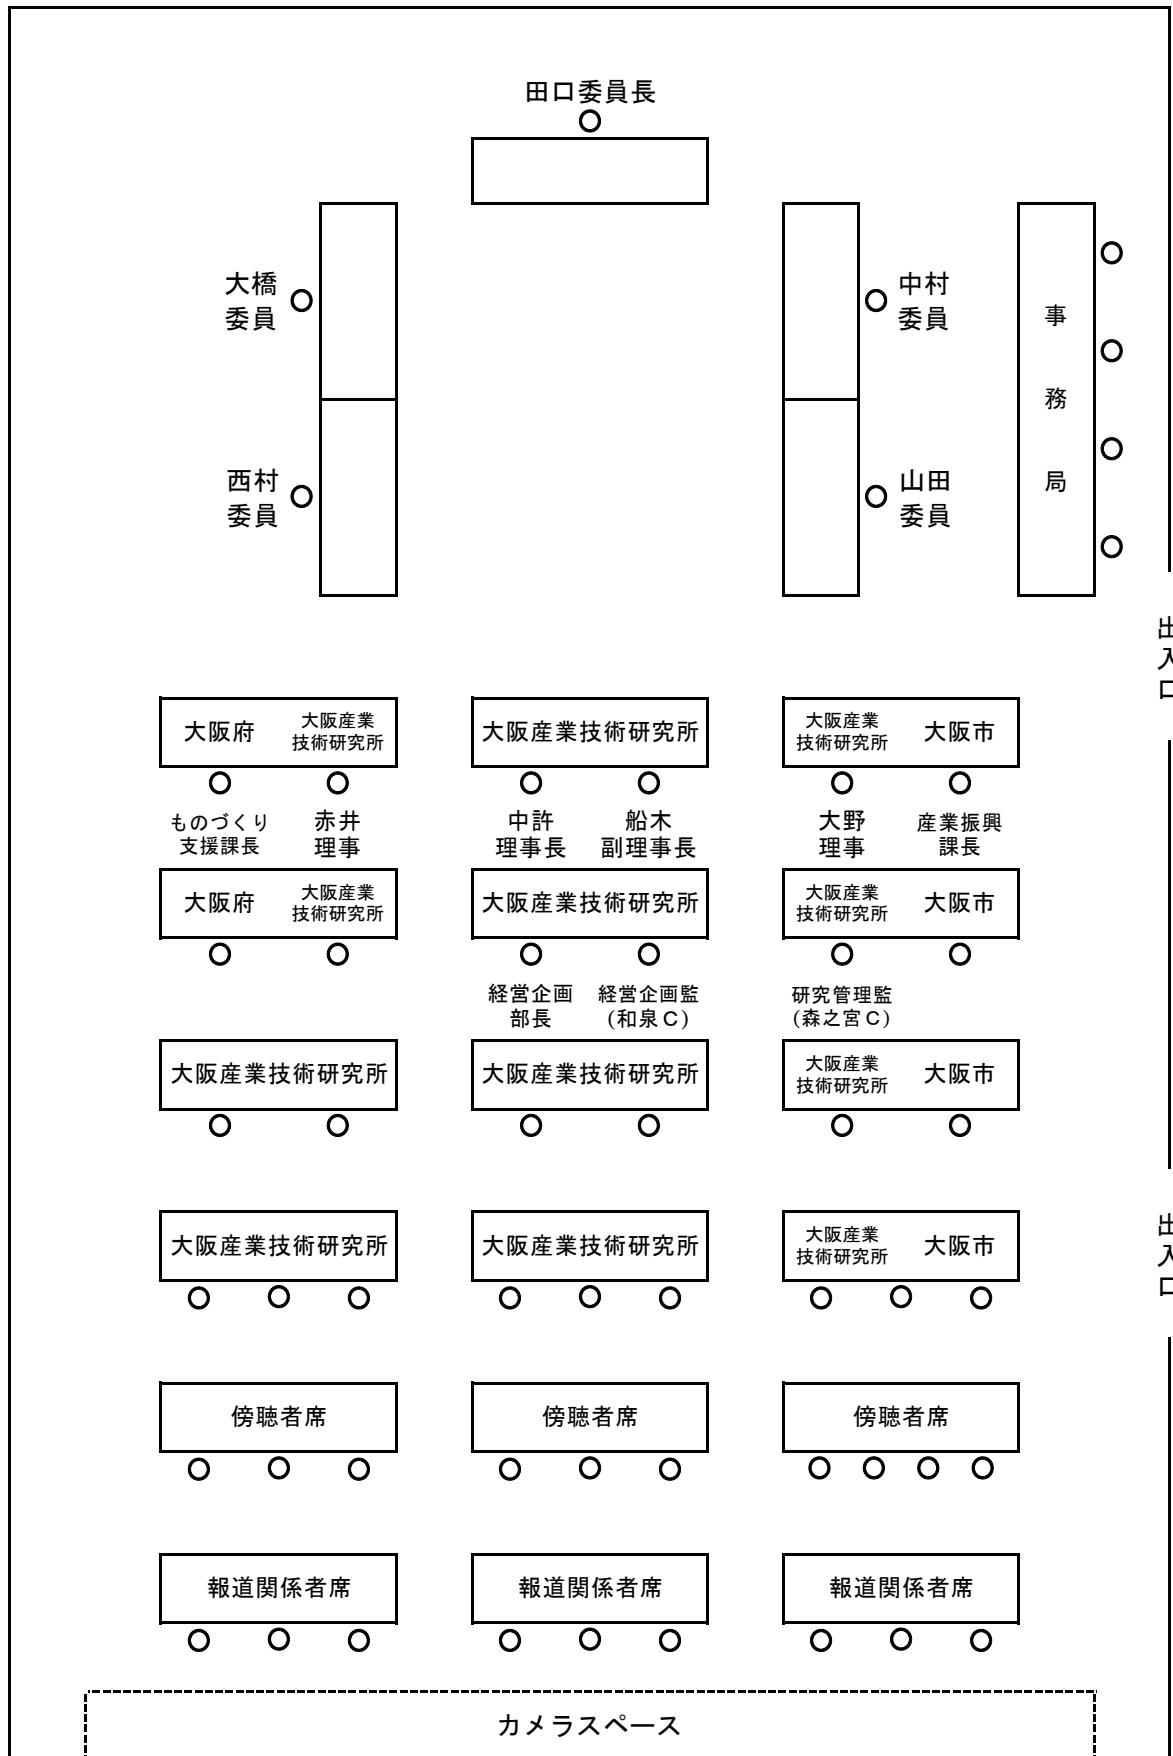 田口委員長
大橋
委員
中村
委員
事
務
局
西村
委員
山田
委員
出
入
口
大阪府
大阪産業
技術研究所
大阪産業技術研究所
大阪産業
技術研究所
大阪市
ものづくり
支援課長
赤井
理事
中許
理事長
船木
副理事長
大野
理事
産業振興
課長
大阪府
大阪産業
技術研究所
大阪産業技術研究所
大阪産業
技術研究所
大阪市
経営企画
部長
経営企画監
(和泉C)
研究管理監
(森之宮C)
大阪産業技術研究所
大阪産業技術研究所
大阪産業
技術研究所
大阪市
大阪産業技術研究所
大阪産業技術研究所
大阪産業
技術研究所
大阪市
出
入
口
傍聴者席
傍聴者席
傍聴者席
報道関係者席
報道関係者席
報道関係者席
カメラスペース